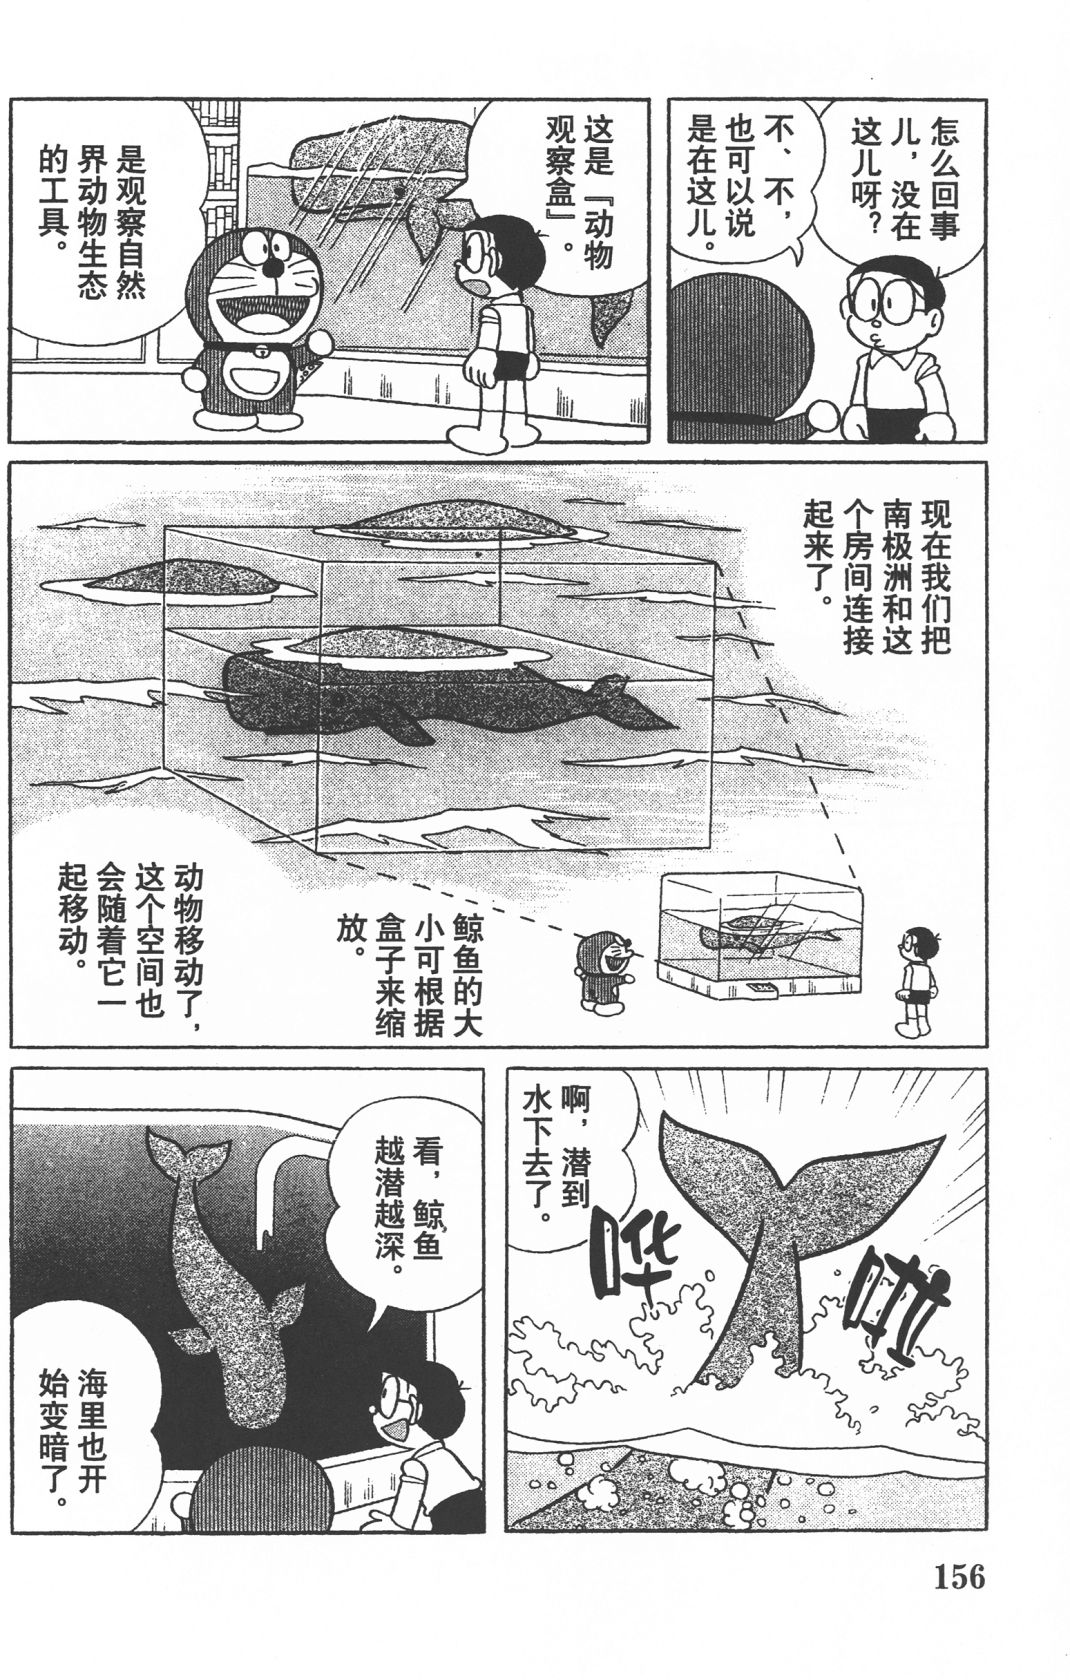 怎么回事
儿，没在
这儿呀？
不、不，
也可以说
是在这儿。
这是『动物
观察盒』。
是观察自然
界动物生态
的工具。
现在我们把
南极洲和这
个房间连接
起来了。
鲸鱼的大
小可根据
盒子来缩
放。
动物移动了，
这个空间也
会随着它一
起移动。
啊，潜到
水下去了。
哗
哗
看，鲸鱼
越潜越深。
海里也开
始变暗了。
156